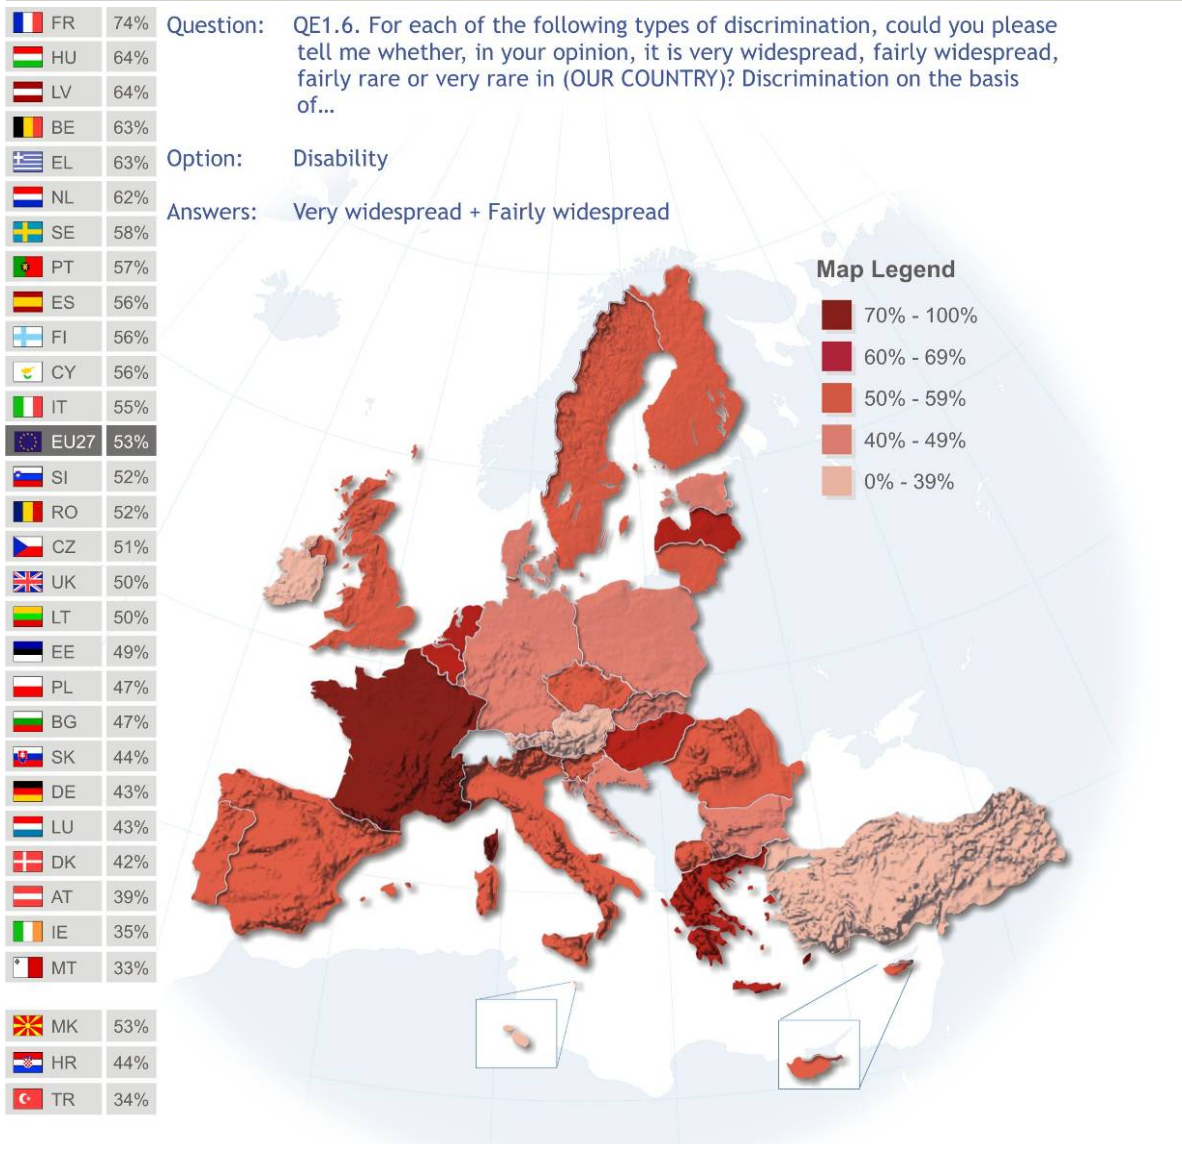 FR 74%
HU 64%
LV 64%
BE 63%
EL 63%
NL 62%
SE 58%
PT 57%
ES 56%
FI 56%
CY 56%
IT 55%
EU27 53%
SI 52%
RO 52%
CZ 51%
UK 50%
LT 50%
EE 49%
PL 47%
BG 47%
SK 44%
DE 43%
LU 43%
DK 42%
AT 39%
IE 35%
MT 33%
MK 53%
HR 44%
TR 34%
Question: QE1.6. For each of the following types of discrimination, could you please
tell me whether, in your opinion, it is very widespread, fairly widespread,
fairly rare or very rare in (OUR COUNTRY)? Discrimination on the basis
of…
Option: Disability
Answers: Very widespread + Fairly widespread
Map Legend
70% - 100%
60% - 69%
50% - 59%
40% - 49%
0% - 39%